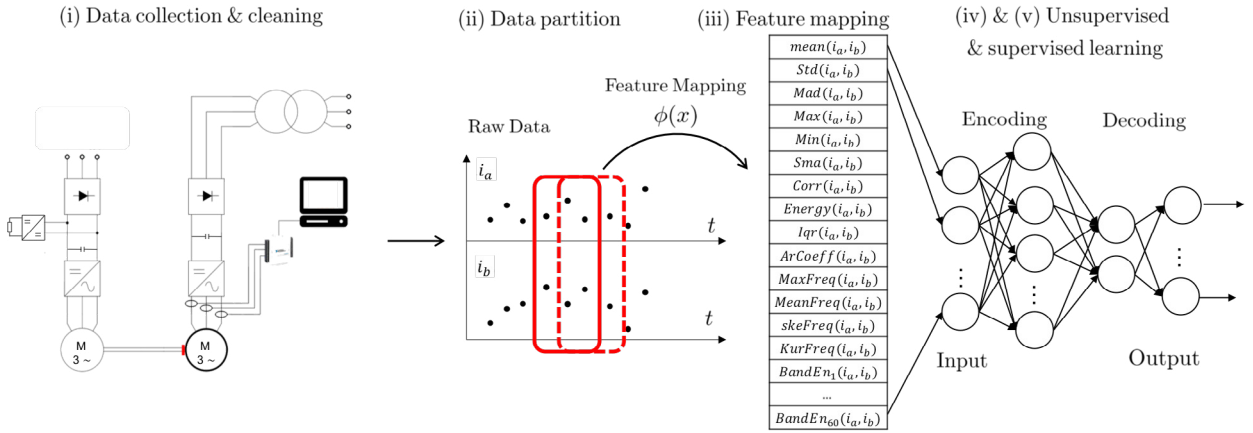 (i) Data collection & cleaning
M
3 ~
M
3 ~
(ii) Data partition
Raw Data
i_a
t
i_b
t
Feature Mapping
ϕ(x)
(iii) Feature mapping
mean(i_a, i_b)
Std(i_a, i_b)
Mad(i_a, i_b)
Max(i_a, i_b)
Min(i_a, i_b)
Sma(i_a, i_b)
Corr(i_a, i_b)
Energy(i_a, i_b)
Iqr(i_a, i_b)
ArCoeff(i_a, i_b)
MaxFreq(i_a, i_b)
MeanFreq(i_a, i_b)
skeFreq(i_a, i_b)
KurFreq(i_a, i_b)
BandEn_1(i_a, i_b)
...
BandEn_60(i_a, i_b)
(iv) & (v) Unsupervised
& supervised learning
Encoding
Decoding
Input
Output